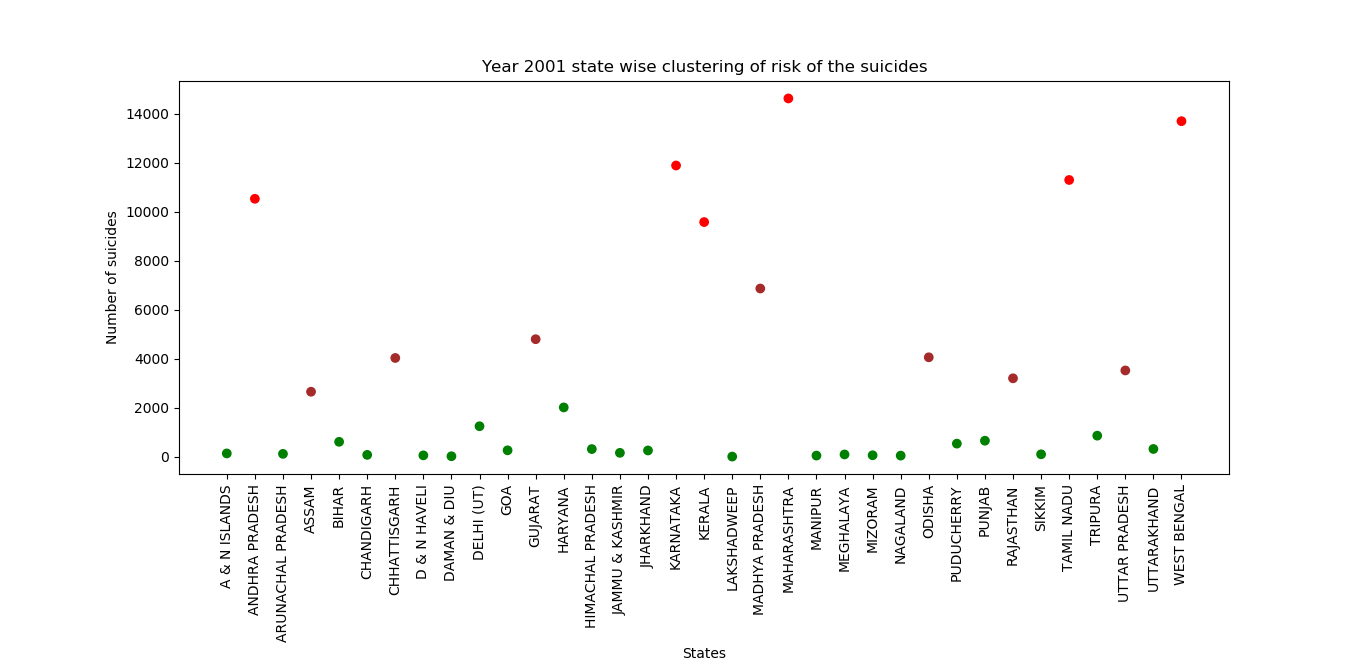 Year 2001 state wise clustering of risk of the suicides
14000
12000
10000
8000
6000
4000
2000
0
Number of suicides
A & N ISLANDS
ANDHRA PRADESH
ARUNACHAL PRADESH
ASSAM
BIHAR
CHANDIGARH
CHHATTISGARH
D & N HAVELI
DAMAN & DIU
DELHI (UT)
GOA
GUJARAT
HARYANA
HIMACHAL PRADESH
JAMMU & KASHMIR
JHARKHAND
KARNATAKA
KERALA
LAKSHADWEEP
MADHYA PRADESH
MAHARASHTRA
MANIPUR
MEGHALAYA
MIZORAM
NAGALAND
ODISHA
PUDUCHERRY
PUNJAB
RAJASTHAN
SIKKIM
TAMIL NADU
TRIPURA
UTTAR PRADESH
UTTARAKHAND
WEST BENGAL
States